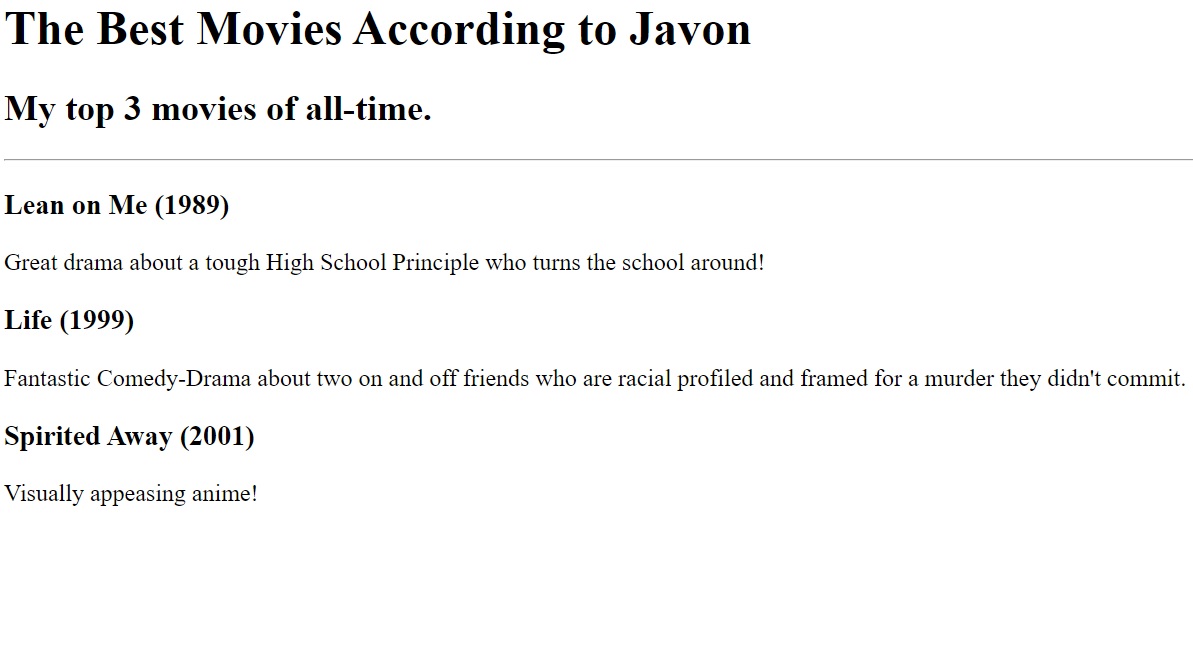 The Best Movies According to Javon
My top 3 movies of all-time.
Lean on Me (1989)
Great drama about a tough High School Principle who turns the school around!
Life (1999)
Fantastic Comedy-Drama about two on and off friends who are racial profiled and framed for a murder they didn't commit.
Spirited Away (2001)
Visually appeasing anime!